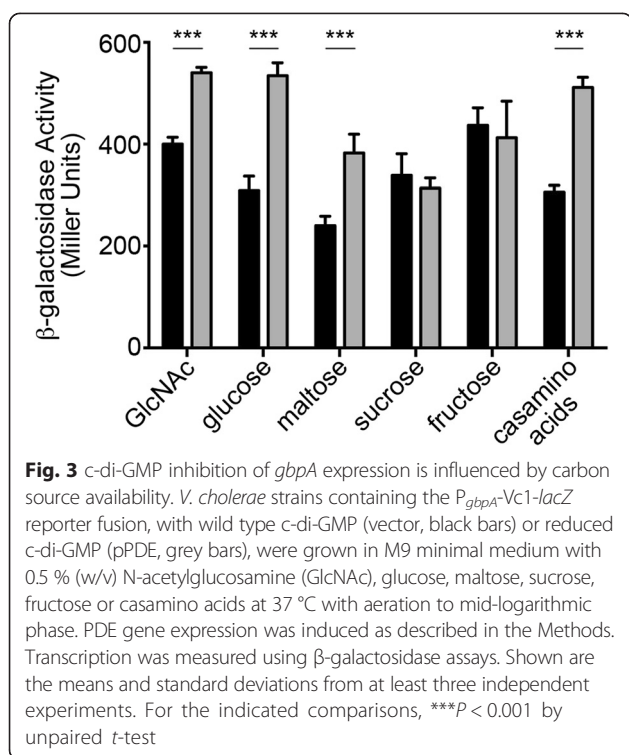 *** *** *** ***
600
400
200
0
β-galactosidase Activity
(Miller Units)
GlcNAc
glucose
maltose
sucrose
fructose
casamino
acids
Fig. 3 c-di-GMP inhibition of gbpA expression is influenced by carbon
source availability. V. cholerae strains containing the PgbpA-Vc1-lacZ
reporter fusion, with wild type c-di-GMP (vector, black bars) or reduced
c-di-GMP (pPDE, grey bars), were grown in M9 minimal medium with
0.5 % (w/v) N-acetylglucosamine (GlcNAc), glucose, maltose, sucrose,
fructose or casamino acids at 37 °C with aeration to mid-logarithmic
phase. PDE gene expression was induced as described in the Methods.
Transcription was measured using β-galactosidase assays. Shown are
the means and standard deviations from at least three independent
experiments. For the indicated comparisons, ***P < 0.001 by
unpaired t-test